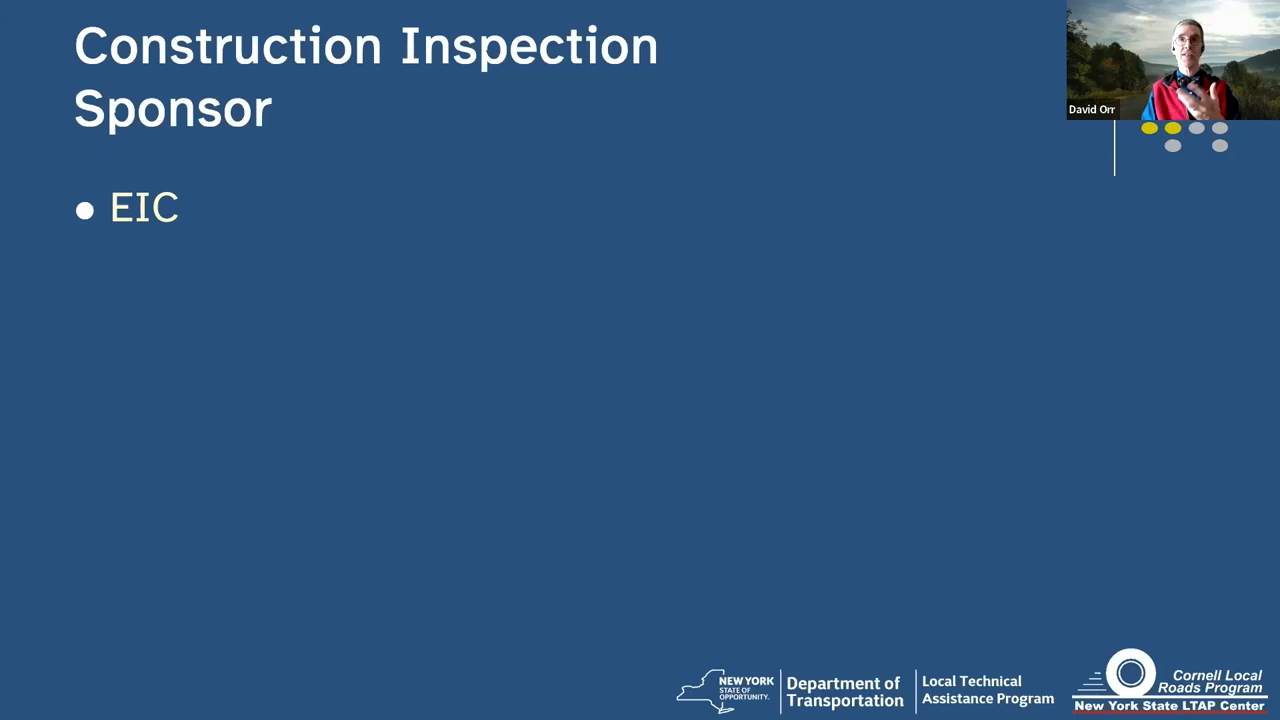 Construction Inspection
Sponsor
David Orr
● EIC
NEW YORK
STATE OF
OPPORTUNITY.
Department of
Transportation
Local Technical
Assistance Program
Cornell Local
Roads Program
New York State LTAP Center